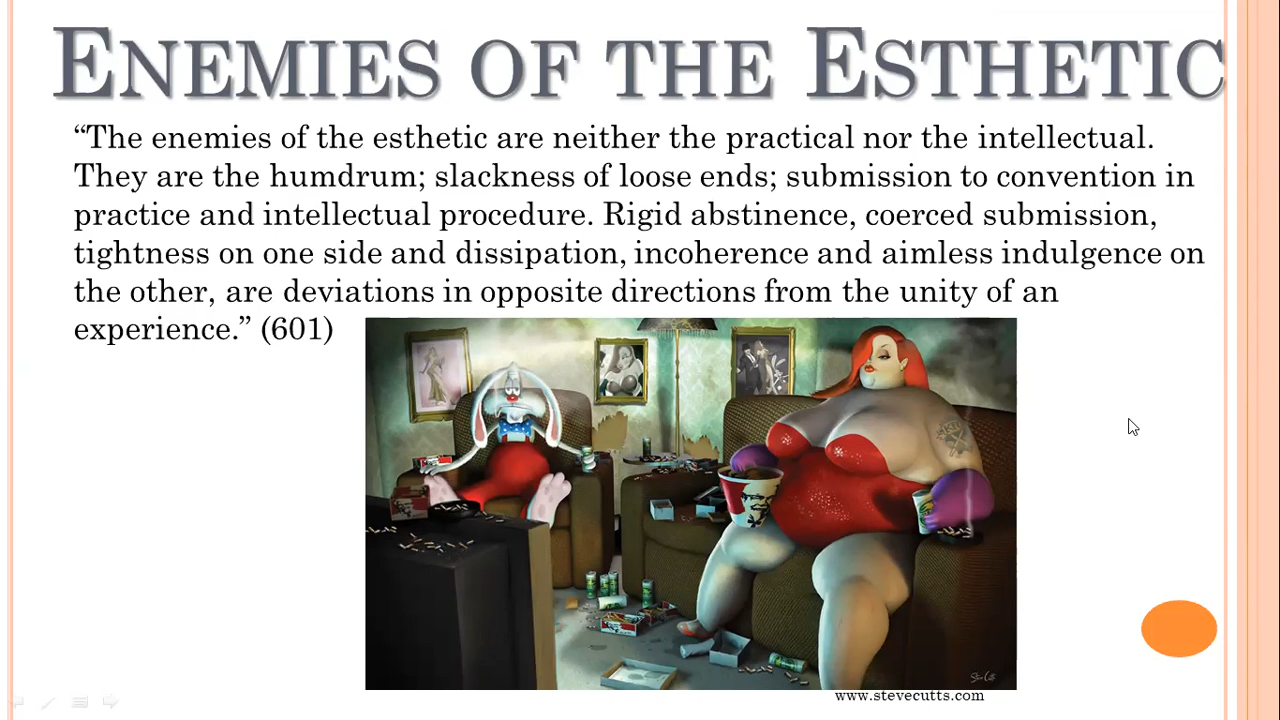 ENEMIES OF THE ESTHETIC
“The enemies of the esthetic are neither the practical nor the intellectual.
They are the humdrum; slackness of loose ends; submission to convention in
practice and intellectual procedure. Rigid abstinence, coerced submission,
tightness on one side and dissipation, incoherence and aimless indulgence on
the other, are deviations in opposite directions from the unity of an
experience.” (601)
www.stevecutts.com